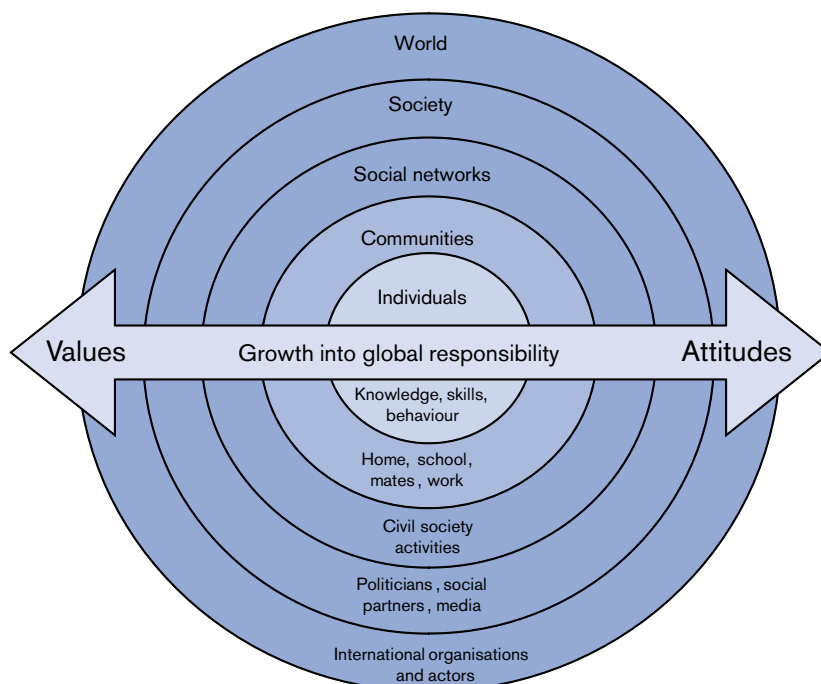 World
Society
Social networks
Communities
Individuals
Values Growth into global responsibility Attitudes
Knowledge, skills,
behaviour
Home, school,
mates, work
Civil society
activities
Politicians, social
partners, media
International organisations
and actors